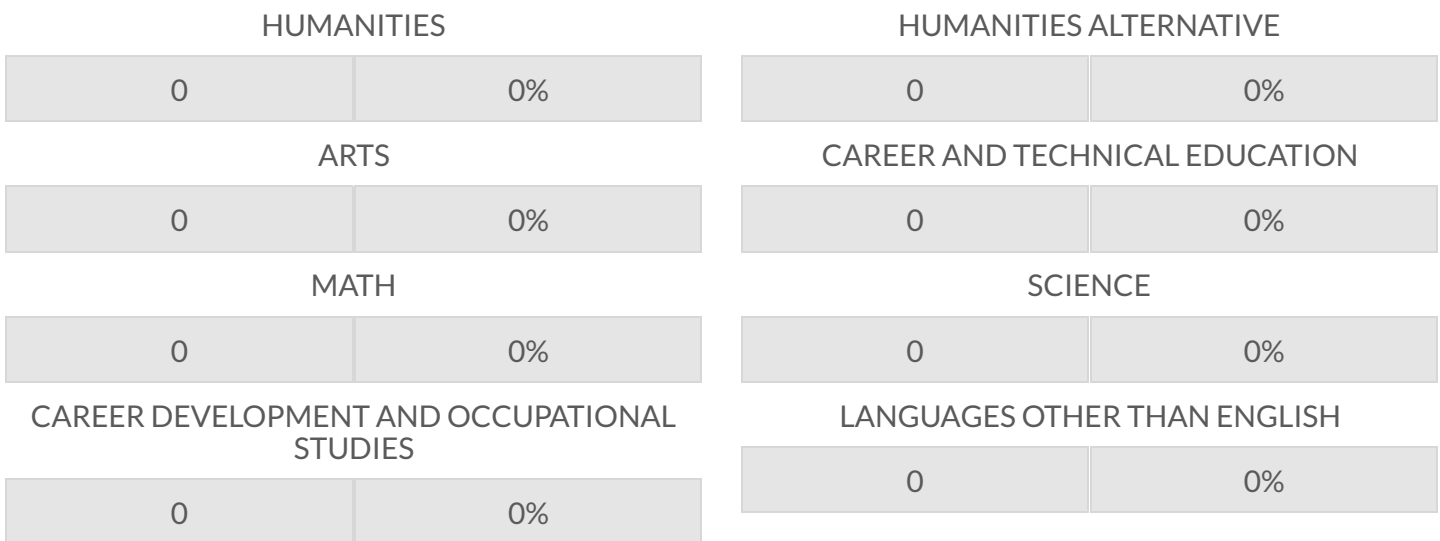 HUMANITIES
0 0%
HUMANITIES ALTERNATIVE
0 0%
ARTS
0 0%
CAREER AND TECHNICAL EDUCATION
0 0%
MATH
0 0%
SCIENCE
0 0%
CAREER DEVELOPMENT AND OCCUPATIONAL
STUDIES
0 0%
LANGUAGES OTHER THAN ENGLISH
0 0%